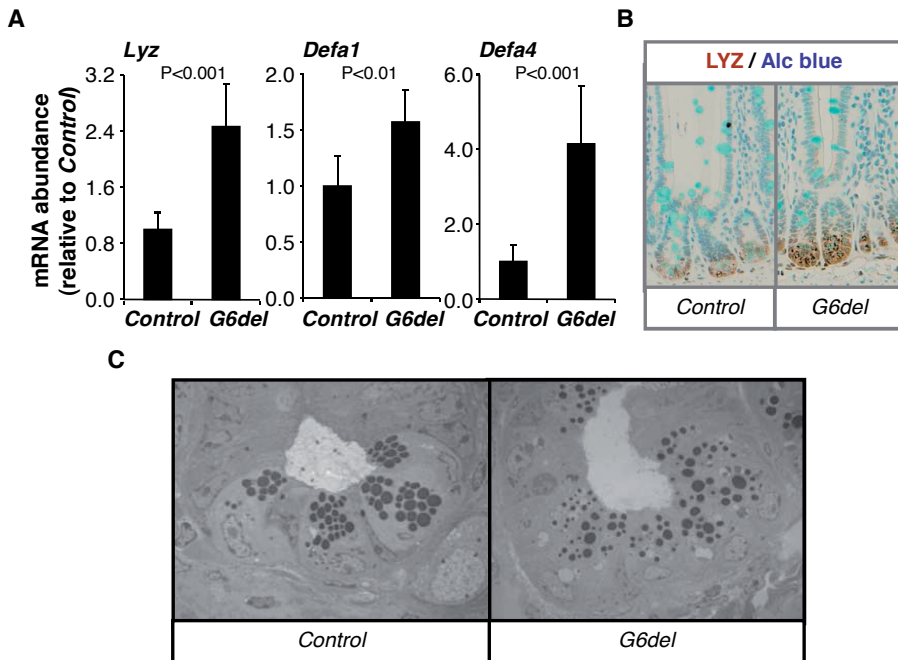 A
Lyz
Defa1
Defa4
mRNA abundance
(relative to Control)
3.2
2.4
1.6
0.8
0.0
P<0.001
Control G6del
2.0
1.5
1.0
0.5
0.0
P<0.01
Control G6del
6.0
4.0
2.0
0.0
P<0.001
Control G6del
B
LYZ / Alc blue
Control
G6del
C
Control
G6del